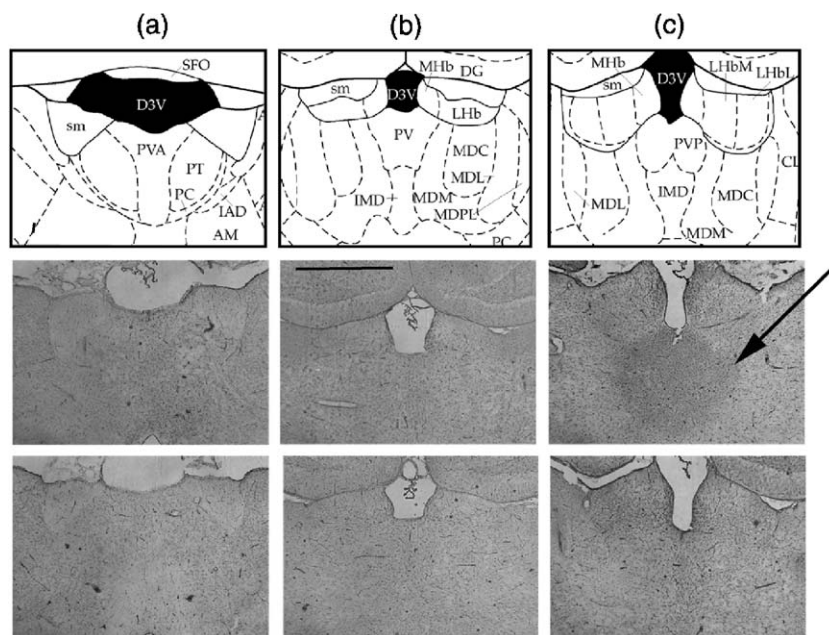 (a) (b) (c)
SFO
D3V
sm
PVA
PT
PC
IAD
AM
MHb
DG
sm
D3V
LHb
PV
MDC
MDL
IMD
MDM
MDPL
PC
MHb
LHbM
sm
D3V
LHbL
PVP
CL
MDL
IMD
MDC
MDM